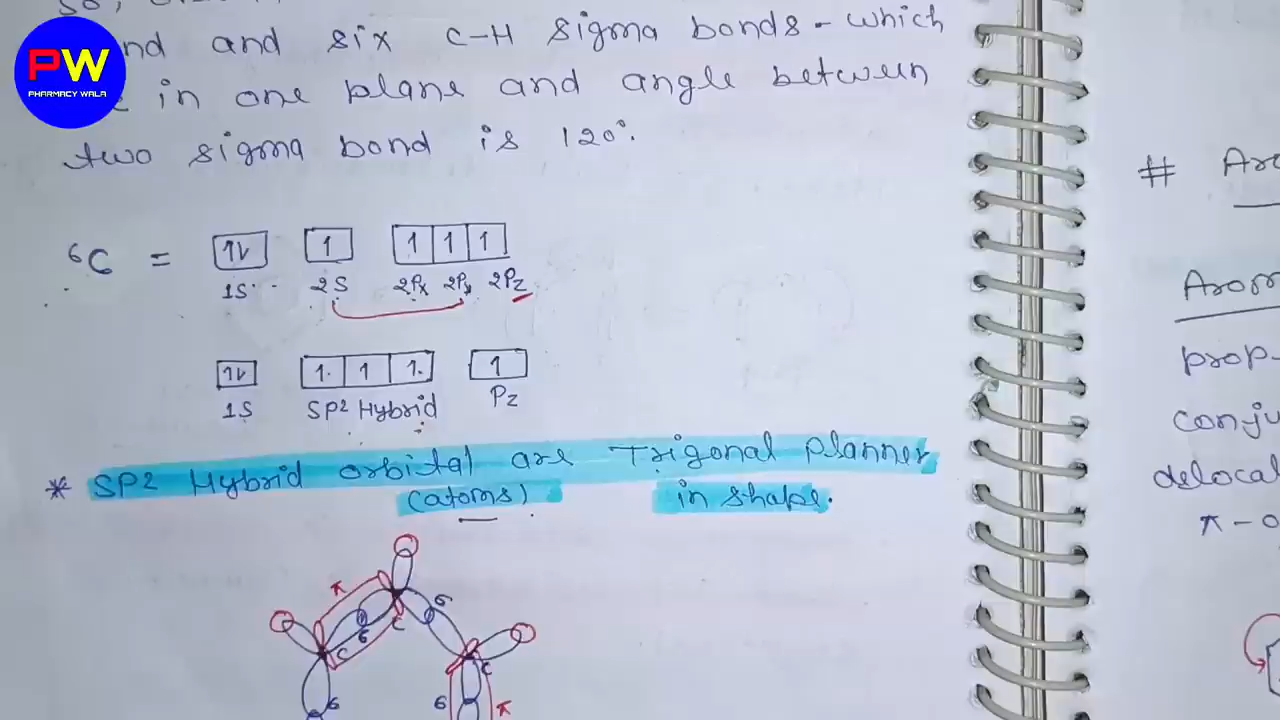 PW
PHARMACY WALA
nd and six C-H sigma bonds - which
in one plane and angle between
two sigma bond is 120°.
6C = 1s 2s 2Px 2Py 2Pz
1s SP2 Hybrid Pz
* SP2 Hybrid orbital are Trigonal planner
(atoms) in shape.
π
σ
σ
C
C
C
σ
σ
π
# Aro
Arom
prop-
conju
delocal
π-